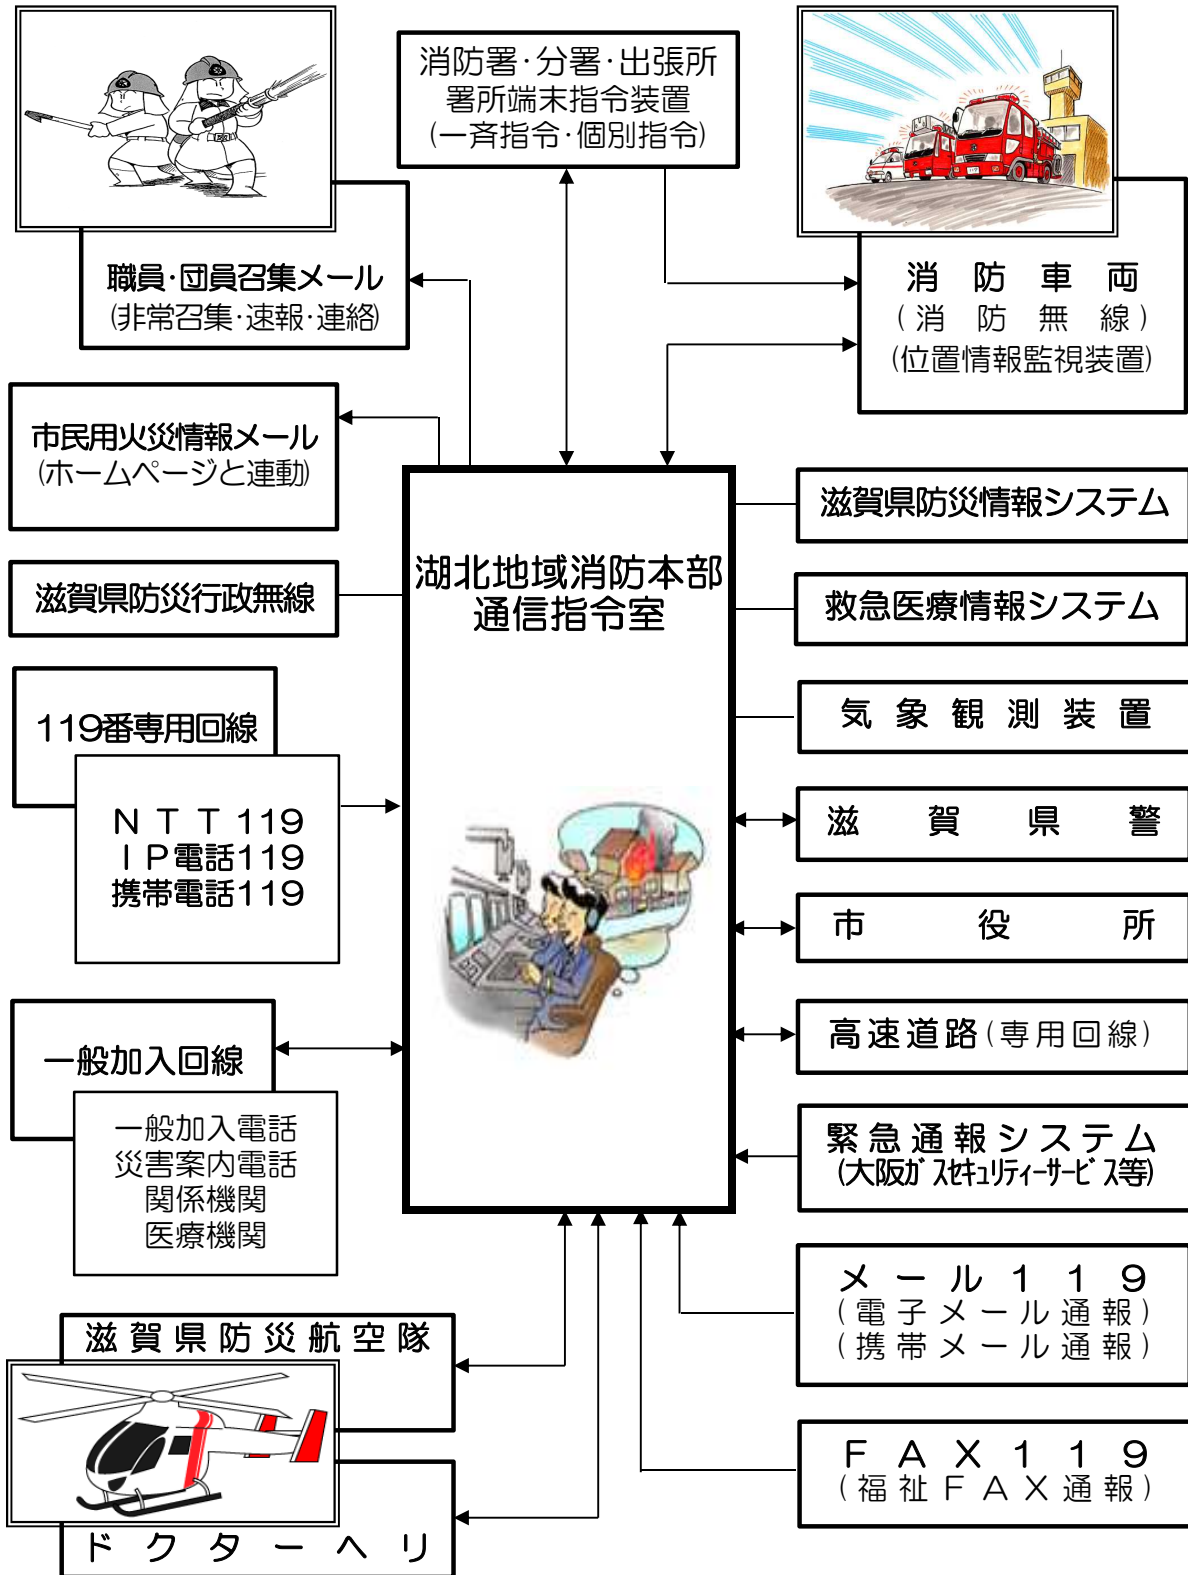 消防署・分署・出張所
署所端末指令装置
(一斉指令・個別指令)
職員・団員召集メール
(非常召集・速報・連絡)
消防車両
(消防無線)
(位置情報監視装置)
市民用火災情報メール
(ホームページと連動)
滋賀県防災行政無線
119番専用回線
ＮＴＴ119
ＩＰ電話119
携帯電話119
一般加入回線
一般加入電話
災害案内電話
関係機関
医療機関
滋賀県防災航空隊
ドクターヘリ
湖北地域消防本部
通信指令室
滋賀県防災情報システム
救急医療情報システム
気象観測装置
滋賀県警
市役所
高速道路(専用回線)
緊急通報システム
(大阪ガスセキュリティーサービス等)
メール１１９
(電子メール通報)
(携帯メール通報)
ＦＡＸ１１９
(福祉ＦＡＸ通報)